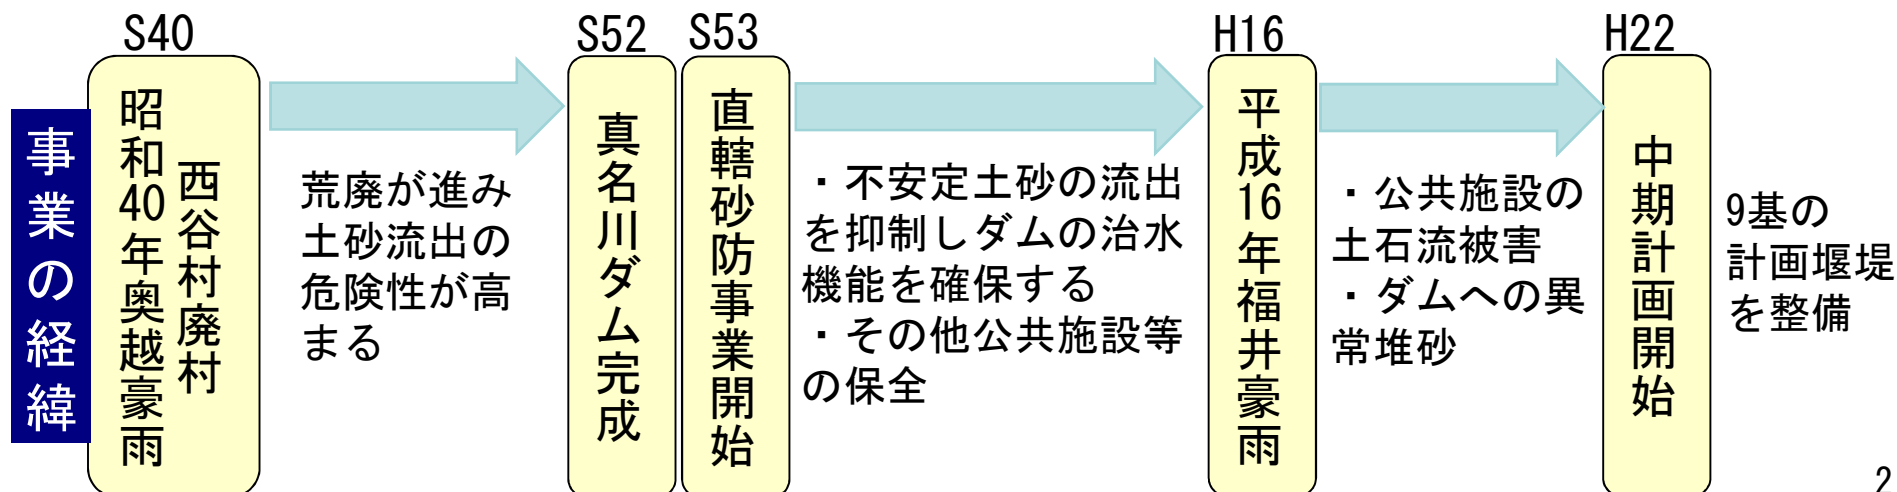 事業の経緯
S40
昭和40年奥越豪雨
西谷村廃村
荒廃が進み
土砂流出の
危険性が高
まる
S52
真名川ダム完成
S53
直轄砂防事業開始
・不安定土砂の流出
を抑制しダムの治水
機能を確保する
・その他公共施設等
の保全
H16
平成16年福井豪雨
・公共施設の
土石流被害
・ダムへの異
常堆砂
H22
中期計画開始
9基の
計画堰堤
を整備
2